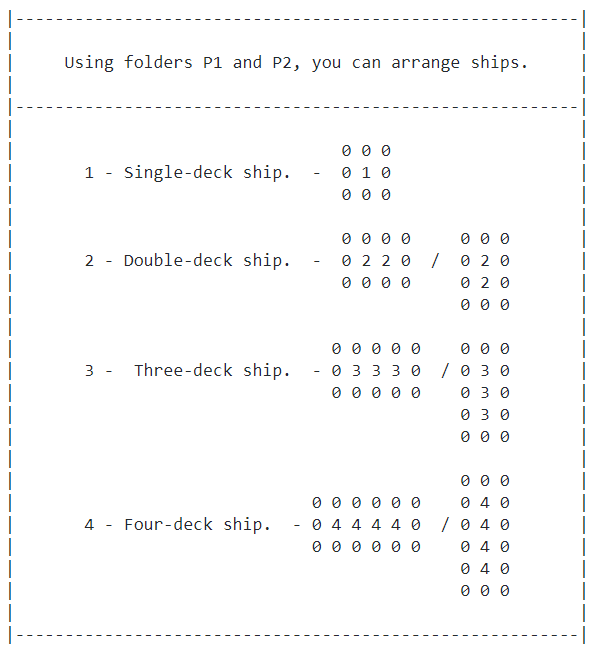 |---------------------------------------------------------|
|
| Using folders P1 and P2, you can arrange ships. |
|
|---------------------------------------------------------|
|
0 0 0
1 - Single-deck ship. - 0 1 0
0 0 0
0 0 0 0 0 0 0
2 - Double-deck ship. - 0 2 2 0 / 0 2 0
0 0 0 0 0 2 0
0 0 0
0 0 0 0 0 0 0 0
3 - Three-deck ship. - 0 3 3 3 0 / 0 3 0
0 0 0 0 0 0 3 0
0 3 0
0 0 0
0 0 0
0 0 0 0 0 0 0 4 0
4 - Four-deck ship. - 0 4 4 4 4 0 / 0 4 0
0 0 0 0 0 0 0 4 0
0 4 0
0 0 0
|---------------------------------------------------------|